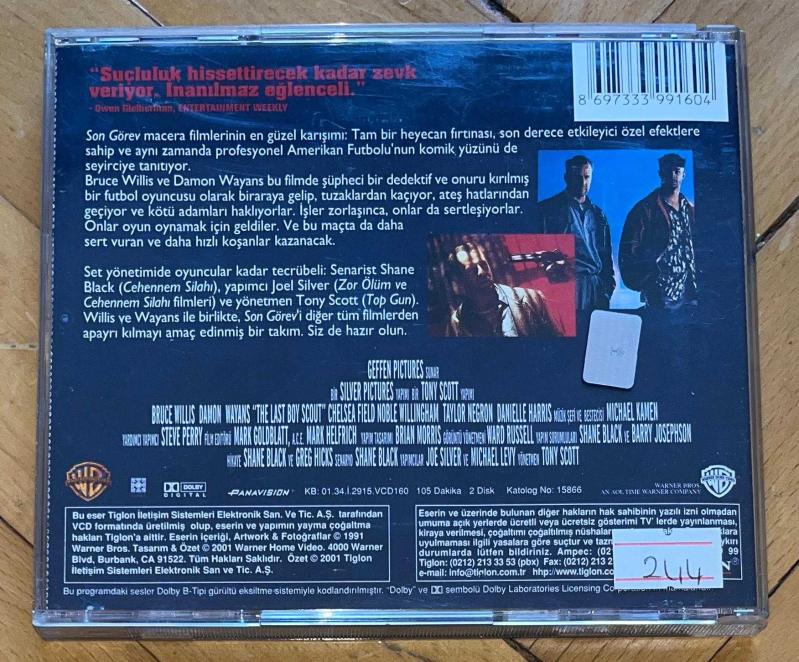 "Suçluluk hissettirecek kadar zevk
veriyor. İnanılmaz eğlenceli."
- Owen Gleiberman, ENTERTAINMENT WEEKLY
8 697333 991604
Son Görev macera filmlerinin en güzel karışımı: Tam bir heyecan fırtınası, son derece etkileyici özel efektlere
sahip ve aynı zamanda profesyonel Amerikan Futbolu'nun komik yüzünü de
seyirciye tanıtıyor.
Bruce Willis ve Damon Wayans bu filmde şüpheci bir dedektif ve onuru kırılmış
bir futbol oyuncusu olarak biraraya gelip, tuzaklardan kaçıyor, ateş hatlarından
geçiyor ve kötü adamları haklıyorlar. İşler zorlaşınca, onlar da sertleşiyorlar.
Onlar oyun oynamak için geldiler. Ve bu maçta da daha
sert vuran ve daha hızlı koşanlar kazanacak.
Set yönetimide oyuncular kadar tecrübeli: Senarist Shane
Black (Cehennem Silahı), yapımcı Joel Silver (Zor Ölüm ve
Cehennem Silahı filmleri) ve yönetmen Tony Scott (Top Gun).
Willis ve Wayans ile birlikte, Son Görev'i diğer tüm filmlerden
apayrı kılmayı amaç edinmiş bir takım. Siz de hazır olun.
GEFFEN PICTURES SUNAR
BİR SILVER PICTURES YAPIMI BİR TONY SCOTT YAPIMI
BRUCE WILLIS DAMON WAYANS "THE LAST BOY SCOUT" CHELSEA FIELD NOBLE WILLINGHAM TAYLOR NEGRON DANIELLE HARRIS MÜZİK ŞEFİ VE BESTECİSİ MICHAEL KAMEN
YARDIMCI YAPIMCI STEVE PERRY FİLM EDİTÖRÜ MARK GOLDBLATT, A.C.E. MARK HELFRICH YAPIM TASARIMI BRIAN MORRIS GÖRÜNTÜ YÖNETMENİ WARD RUSSELL YAPIM SORUMLULARI SHANE BLACK VE BARRY JOSEPHSON
HİKAYE SHANE BLACK VE GREG HICKS SENARYO SHANE BLACK YAPIMCILAR JOE SILVER VE MICHAEL LEVY YÖNETMEN TONY SCOTT
DOLBY
DIGITAL
PANAVISION KB: 01.34.İ.2915.VCD160 105 Dakika 2 Disk Katolog No: 15866
WARNER BROS.
AN AOL TIME WARNER COMPANY
Bu eser Tiglon İletişim Sistemleri Elektronik San. Ve Tic. A.Ş. tarafından
VCD formatında üretilmiş olup, eserin ve yapımın yayma çoğaltma
hakları Tiglon'a aittir. Eserin içeriği, Artwork & Fotoğraflar © 1991
Warner Bros. Tasarım & Özet © 2001 Warner Home Video. 4000 Warner
Blvd, Burbank, CA 91522. Tüm Hakları Saklıdır. Özet © 2001 Tiglon
İletişim Sistemleri Elektronik San ve Tic. A.Ş.
Eserin ve üzerinde bulunan diğer hakların hak sahibinin yazılı izni olmadan
umuma açık yerlerde ücretli veya ücretsiz gösterimi TV' lerde yayınlanması,
kiraya verilmesi, çoğaltımı çoğaltılmış
uyulmaması ilgili yasalara göre suç ve
durumlarda lütfen bildiriniz. Ampec: 99
Tiglon: (0212) 213 33 53 (pbx) Fax: (0212) 213
e-mail: info@tiglon.com.tr
244
Bu programdaki sesler Dolby B-Tipi gürültü eksiltme-sistemiyle kodlandırılmıştır. "Dolby" ve DD sembolü Dolby Laboratories Licensing